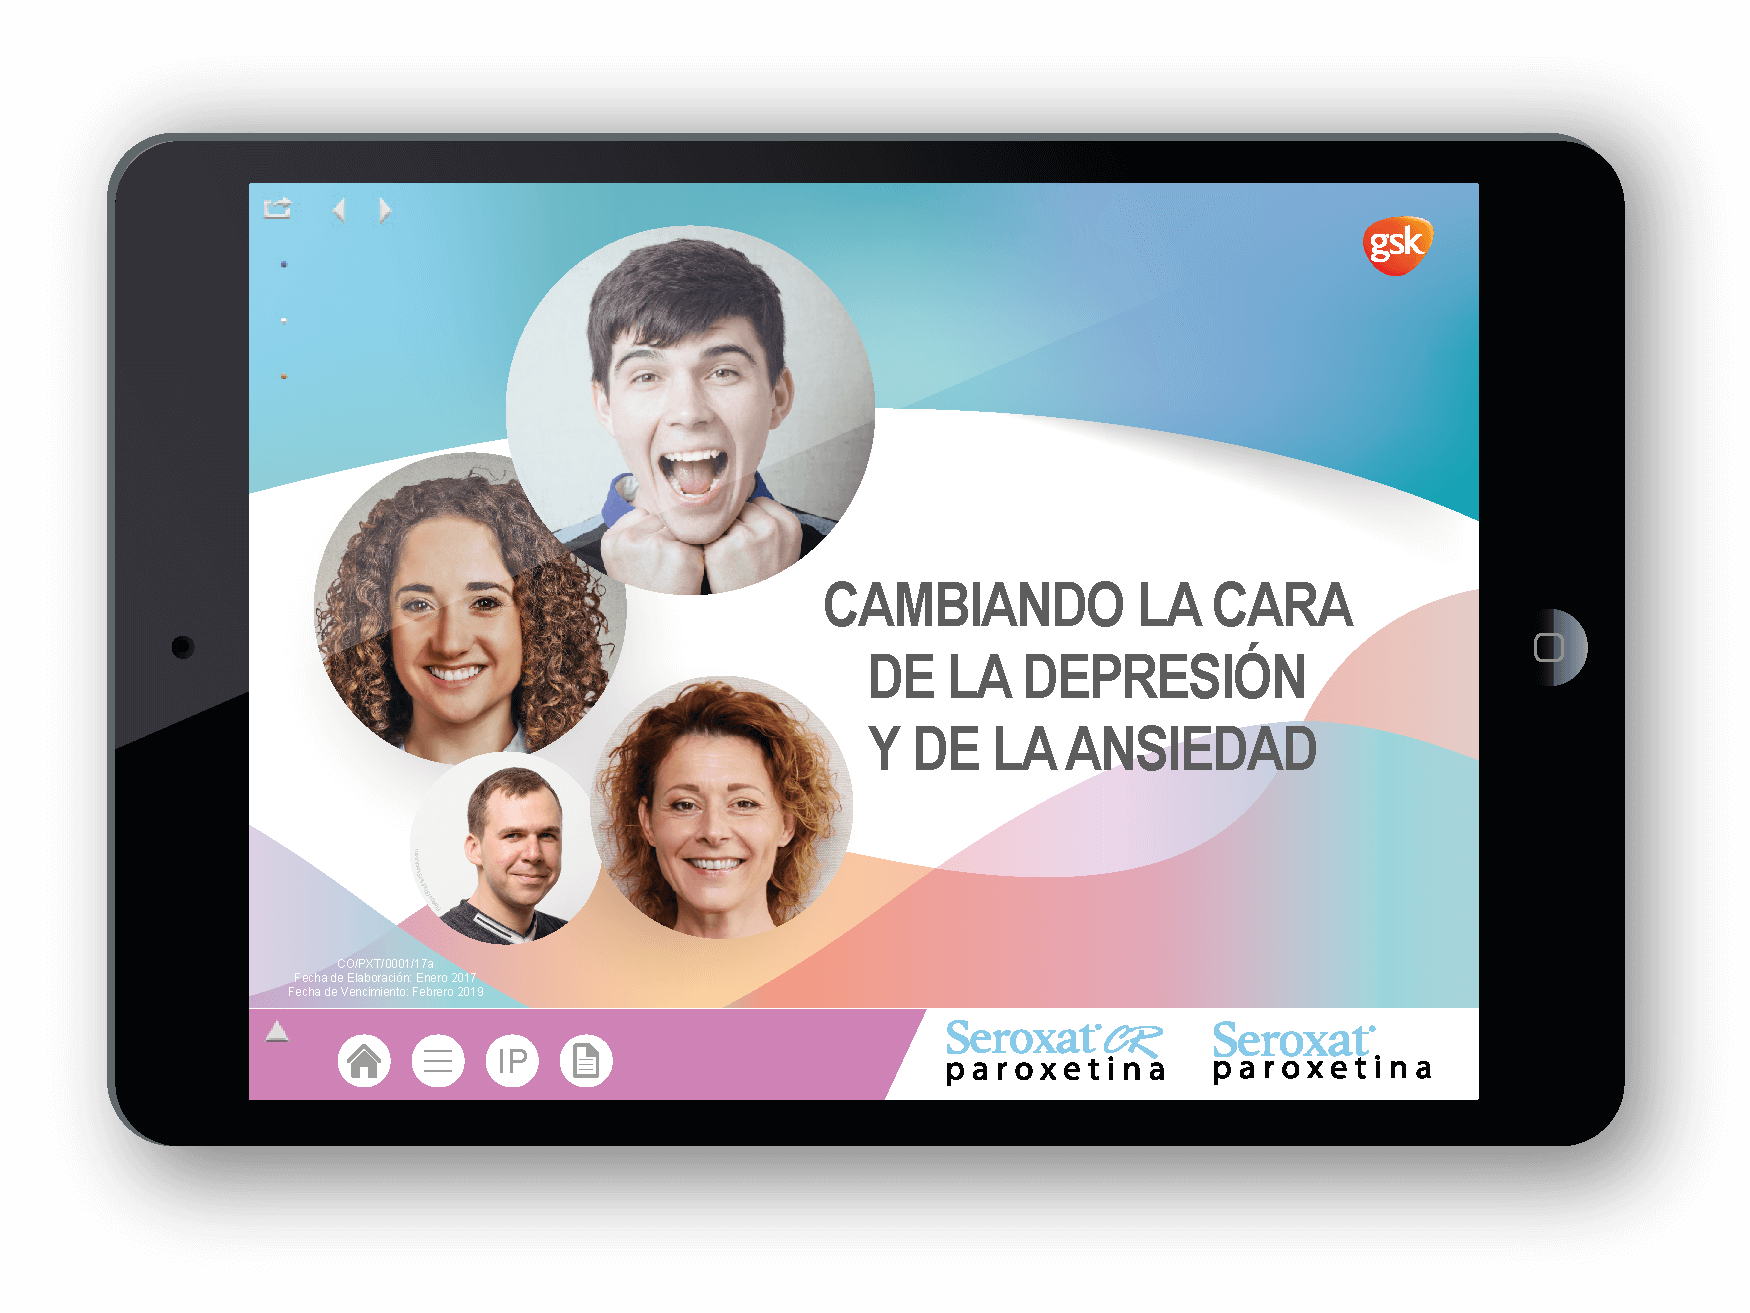 gsk
CAMBIANDO LA CARA
DE LA DEPRESIÓN
Y DE LA ANSIEDAD
CO/PXT/0001/17a
Fecha de Elaboración: Enero 2017
Fecha de Vencimiento: Febrero 2019
IP
Seroxat CR
paroxetina
Seroxat
paroxetina